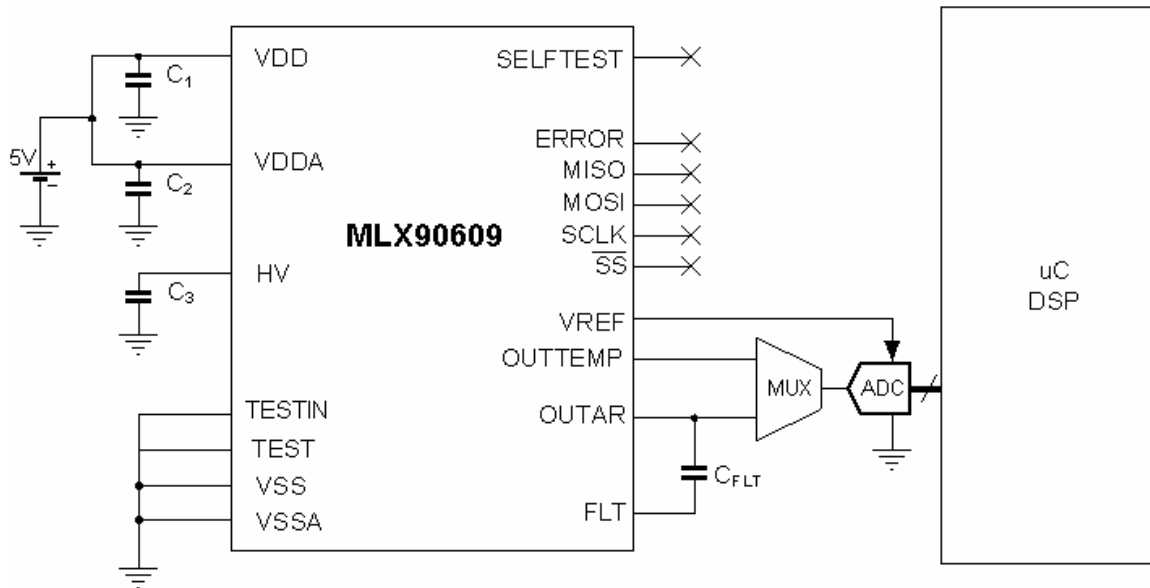 VDD
SELFTEST
C1
5V
+
-
VDDA
C2
ERROR
MISO
MOSI
SCLK
SS
MLX90609
HV
C3
VREF
OUTTEMP
OUTAR
FLT
CFLT
MUX
ADC
uC
DSP
TESTIN
TEST
VSS
VSSA